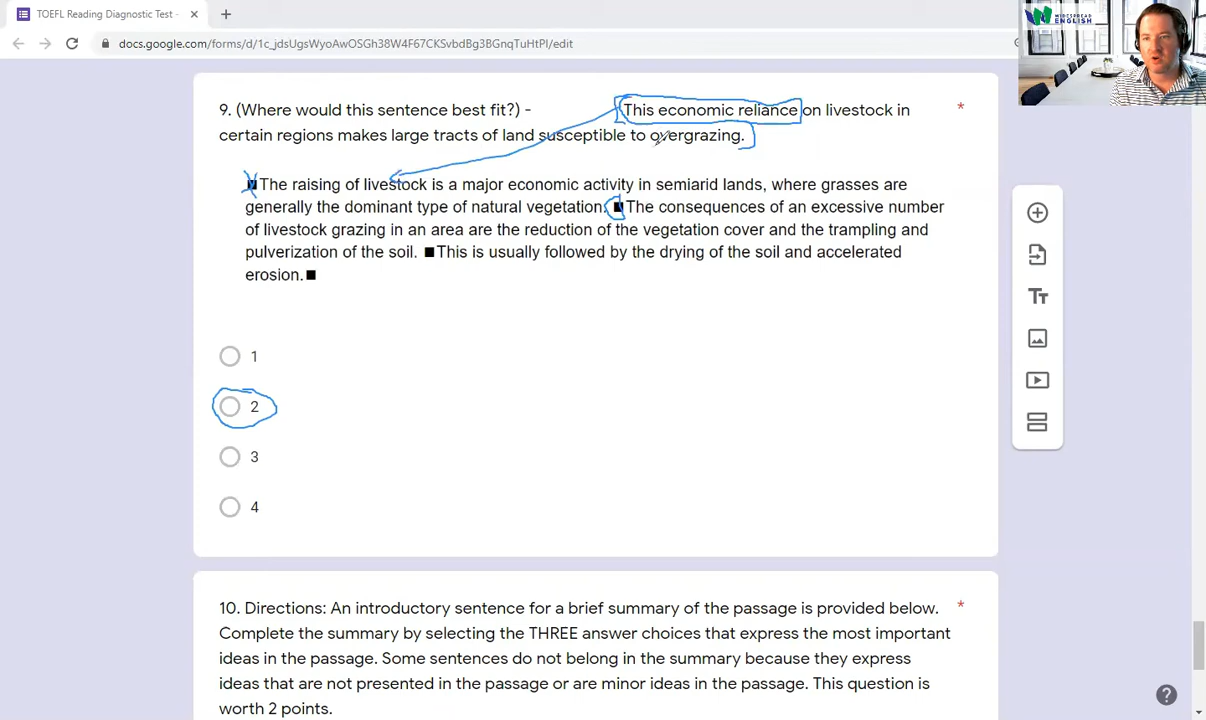 TOEFL Reading Diagnostic Test -
docs.google.com/forms/d/1c_jdsUgsWyoAwOSGh38W4F67CKSvbdBg3BGnqTuHtPI/edit
WIDESPREAD
ENGLISH
9. (Where would this sentence best fit?) - This economic reliance on livestock in *
certain regions makes large tracts of land susceptible to overgrazing.
■The raising of livestock is a major economic activity in semiarid lands, where grasses are
generally the dominant type of natural vegetation. ■The consequences of an excessive number
of livestock grazing in an area are the reduction of the vegetation cover and the trampling and
pulverization of the soil. ■This is usually followed by the drying of the soil and accelerated
erosion.■
1
2
3
4
10. Directions: An introductory sentence for a brief summary of the passage is provided below. *
Complete the summary by selecting the THREE answer choices that express the most important
ideas in the passage. Some sentences do not belong in the summary because they express
ideas that are not presented in the passage or are minor ideas in the passage. This question is
worth 2 points.